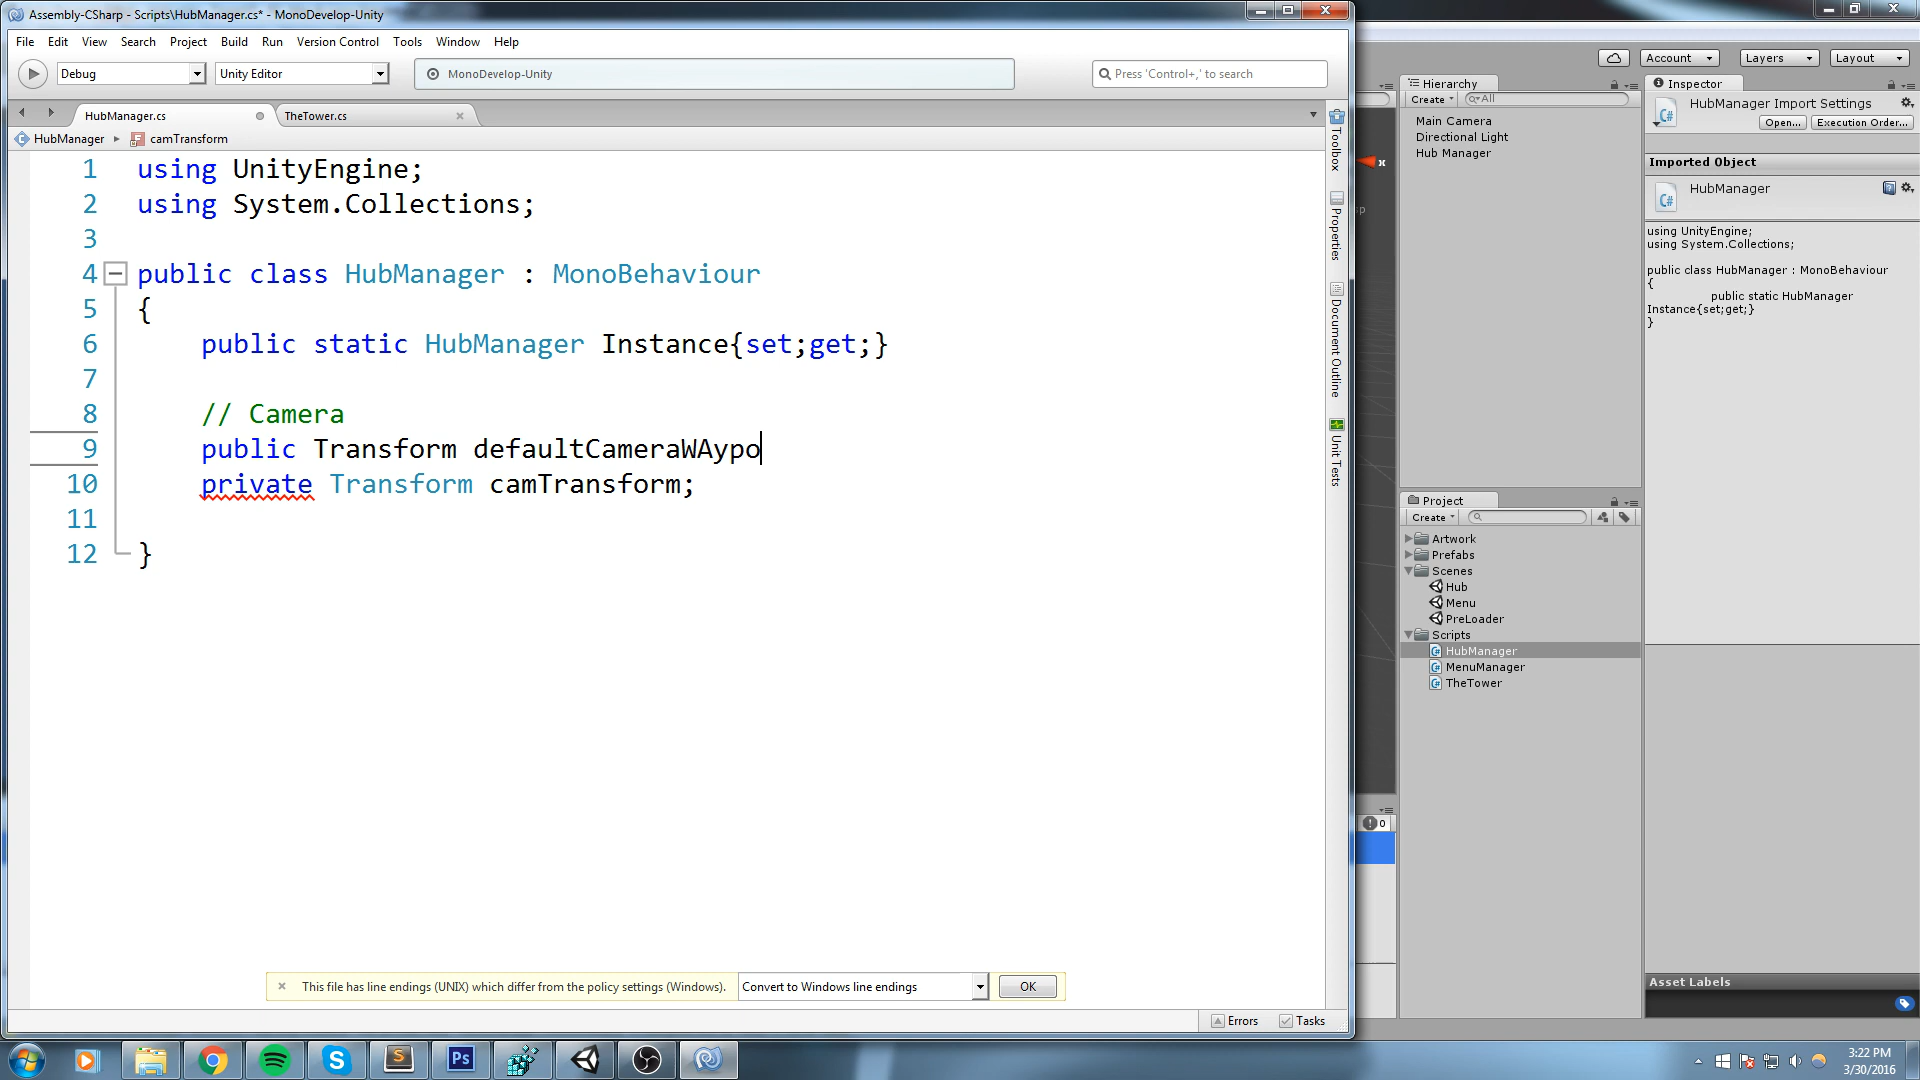 Assembly-CSharp - Scripts\HubManager.cs* - MonoDevelop-Unity
File Edit View Search Project Build Run Version Control Tools Window Help
Debug
Unity Editor
MonoDevelop-Unity
Press 'Control+,' to search
HubManager.cs
TheTower.cs
HubManager
camTransform
1 using UnityEngine;
2 using System.Collections;
3
4 public class HubManager : MonoBehaviour
5 {
6 public static HubManager Instance{set;get;}
7
8 // Camera
9 public Transform defaultCameraWAypo
10 private Transform camTransform;
11
12 }
Toolbox
Properties
Document Outline
Unit Tests
This file has line endings (UNIX) which differ from the policy settings (Windows).
Convert to Windows line endings
OK
Errors
Tasks
Account
Layers
Layout
Hierarchy
Create
All
Main Camera
Directional Light
Hub Manager
x
0
Project
Create
Artwork
Prefabs
Scenes
Hub
Menu
PreLoader
Scripts
HubManager
MenuManager
TheTower
Inspector
HubManager Import Settings
Open...
Execution Order...
Imported Object
HubManager
using UnityEngine;
using System.Collections;
public class HubManager : MonoBehaviour
{
public static HubManager
Instance{set;get;}
}
Asset Labels
3:22 PM
3/30/2016